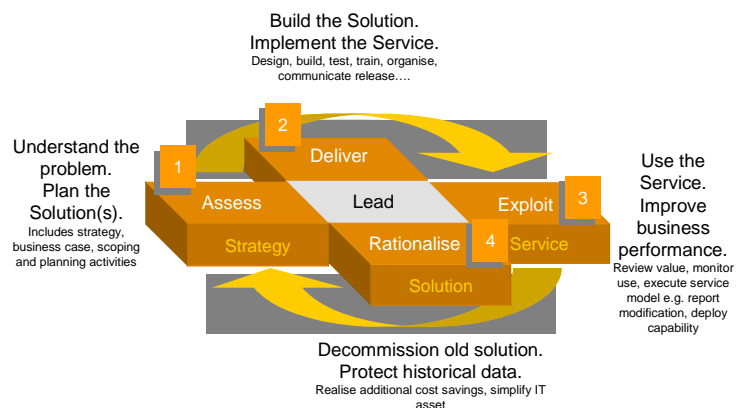 Build the Solution.
Implement the Service.
Design, build, test, train, organise,
communicate release....
Understand the
problem.
Plan the
Solution(s).
Includes strategy,
business case, scoping
and planning activities
1
Assess
Strategy
2
Deliver
Lead
Rationalise
4
Solution
Exploit
3
Service
Use the
Service.
Improve
business
performance.
Review value, monitor
use, execute service
model e.g. report
modification, deploy
capability
Decommission old solution.
Protect historical data.
Realise additional cost savings, simplify IT
asset